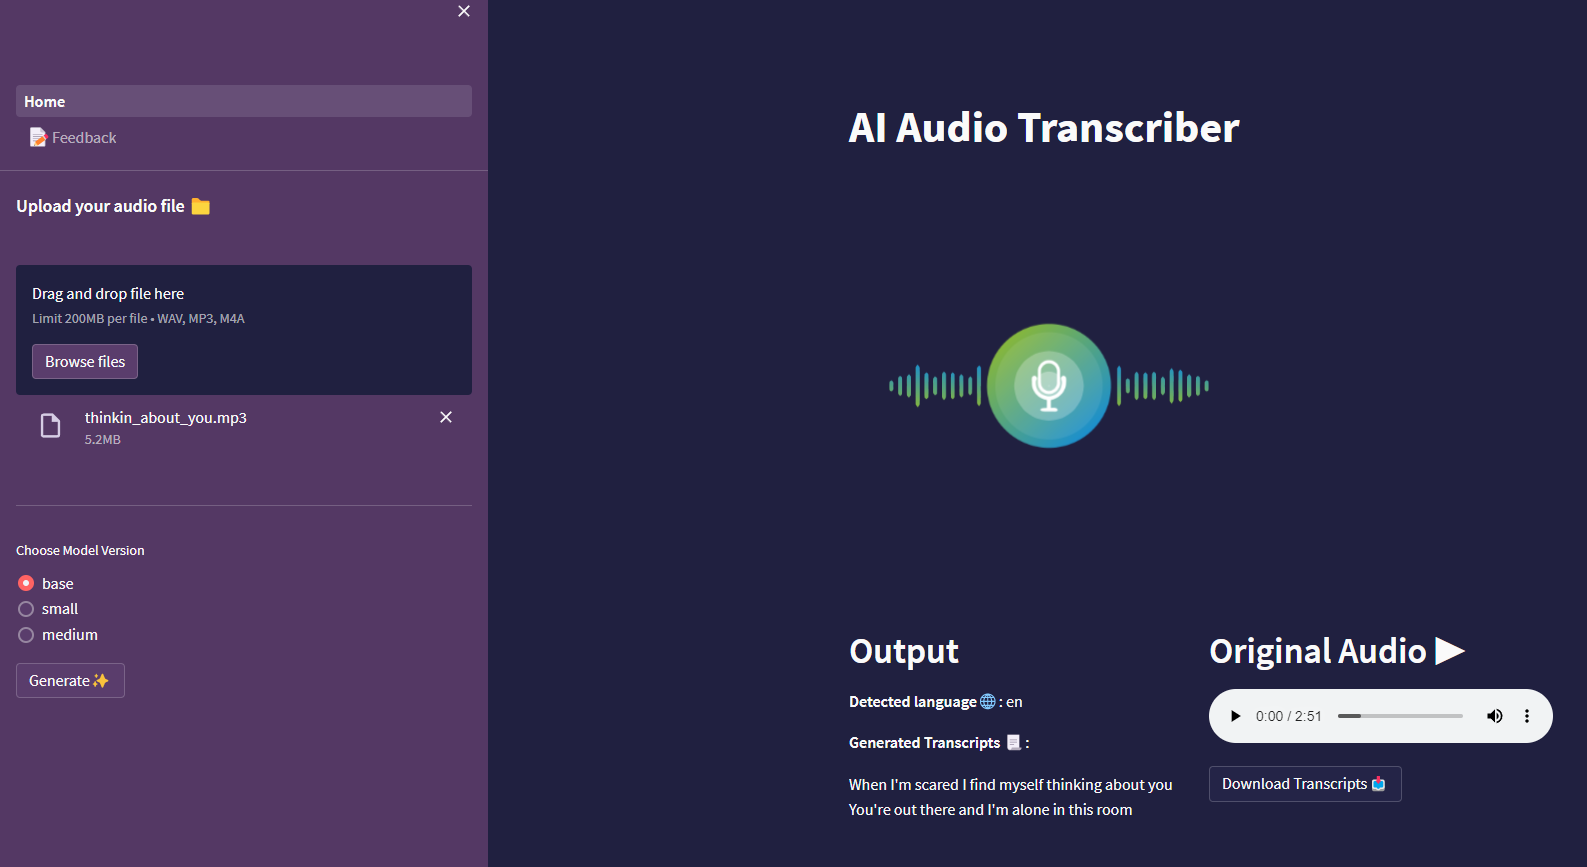 Home
📝 Feedback
Upload your audio file 📁
Drag and drop file here
Limit 200MB per file • WAV, MP3, M4A
Browse files
thinkin_about_you.mp3
5.2MB
Choose Model Version
base
small
medium
Generate✨
AI Audio Transcriber
Output
Detected language🌐 : en
Generated Transcripts 📃 :
When I'm scared I find myself thinking about you
You're out there and I'm alone in this room
Original Audio ▶
0:00 / 2:51
Download Transcripts 📩